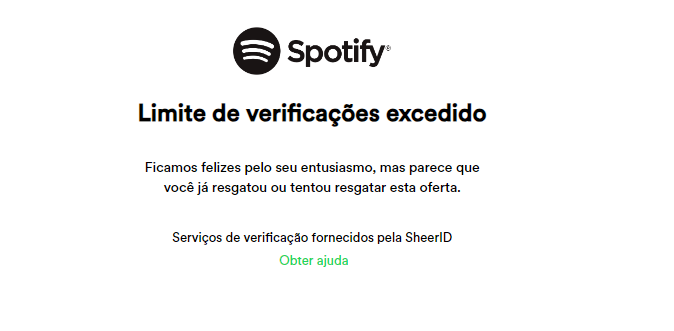 Spotify®
Limite de verificações excedido
Ficamos felizes pelo seu entusiasmo, mas parece que
você já resgatou ou tentou resgatar esta oferta.
Serviços de verificação fornecidos pela SheerID
Obter ajuda